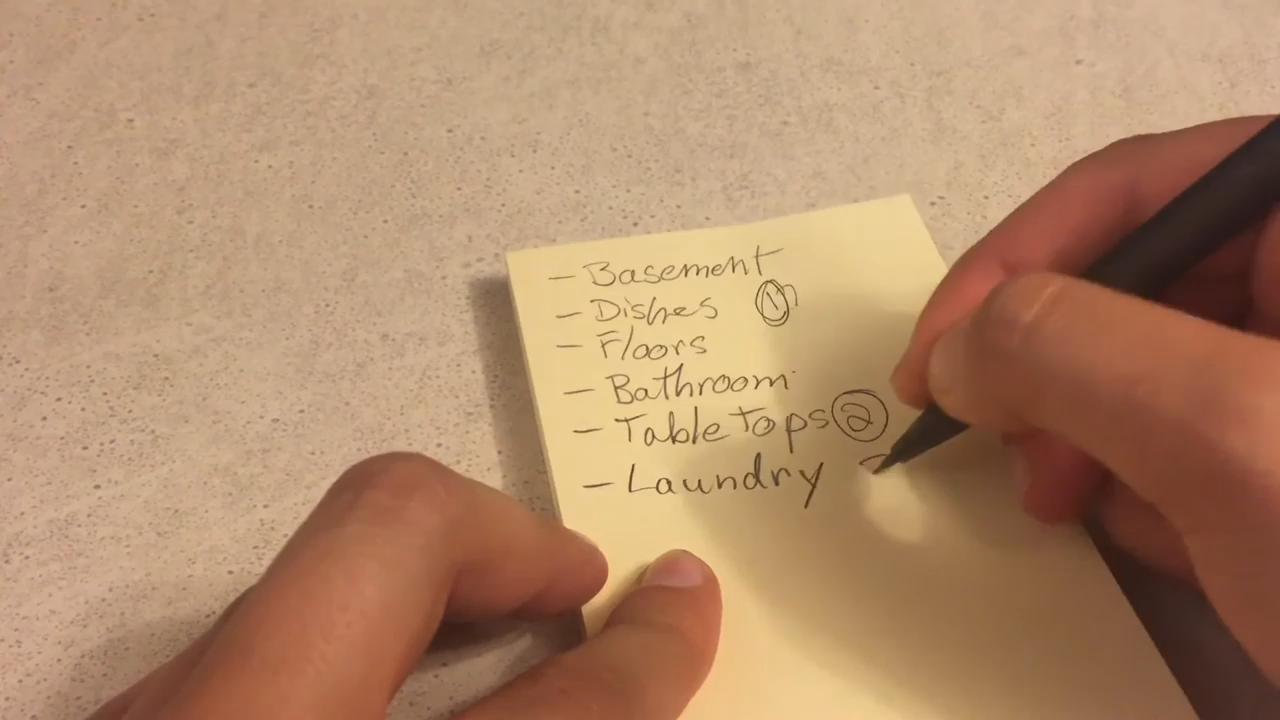 - Basement
- Dishes 1
- Floors
- Bathroom
- Table Tops 2
- Laundry